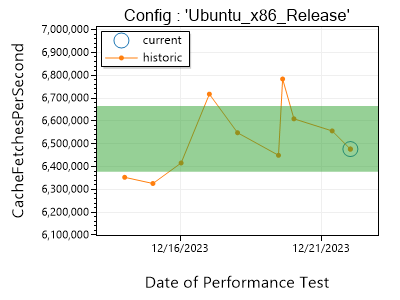 Config : 'Ubuntu_x86_Release'
7,000,000
6,900,000
6,800,000
6,700,000
6,600,000
6,500,000
6,400,000
6,300,000
6,200,000
6,100,000
CacheFetchesPerSecond
current
historic
12/16/2023
12/21/2023
Date of Performance Test